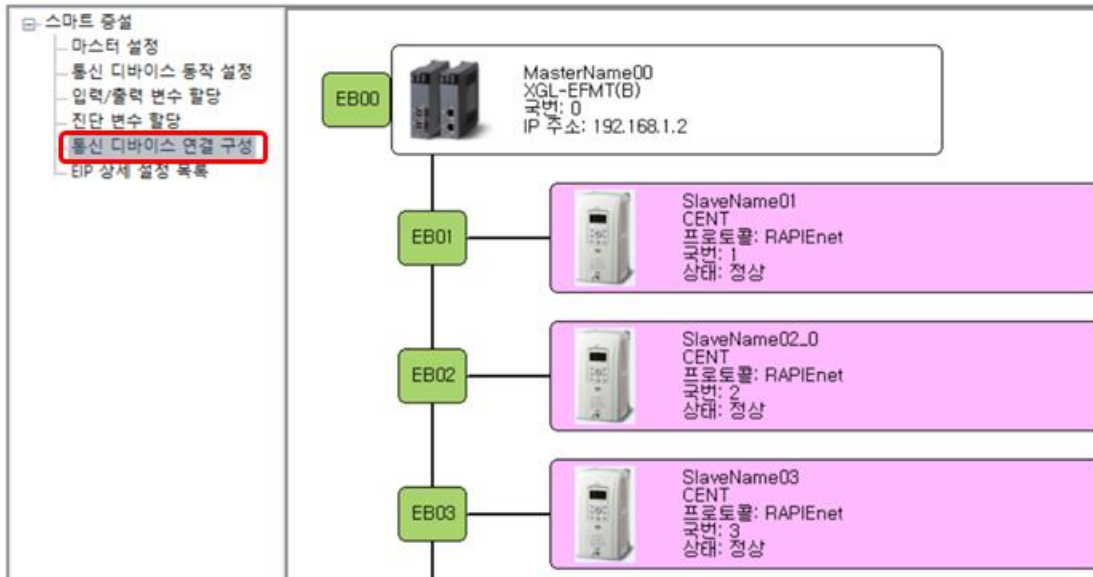 스마트 증설
마스터 설정
통신 디바이스 동작 설정
입력/출력 변수 할당
진단 변수 할당
통신 디바이스 연결 구성
EIP 상세 설정 목록
EB00
MasterName00
XGL-EFMT(B)
국번: 0
IP 주소: 192.168.1.2
EB01
SlaveName01
CENT
프로토콜: RAPIEnet
국번: 1
상태: 정상
EB02
SlaveName02_0
CENT
프로토콜: RAPIEnet
국번: 2
상태: 정상
EB03
SlaveName03
CENT
프로토콜: RAPIEnet
국번: 3
상태: 정상